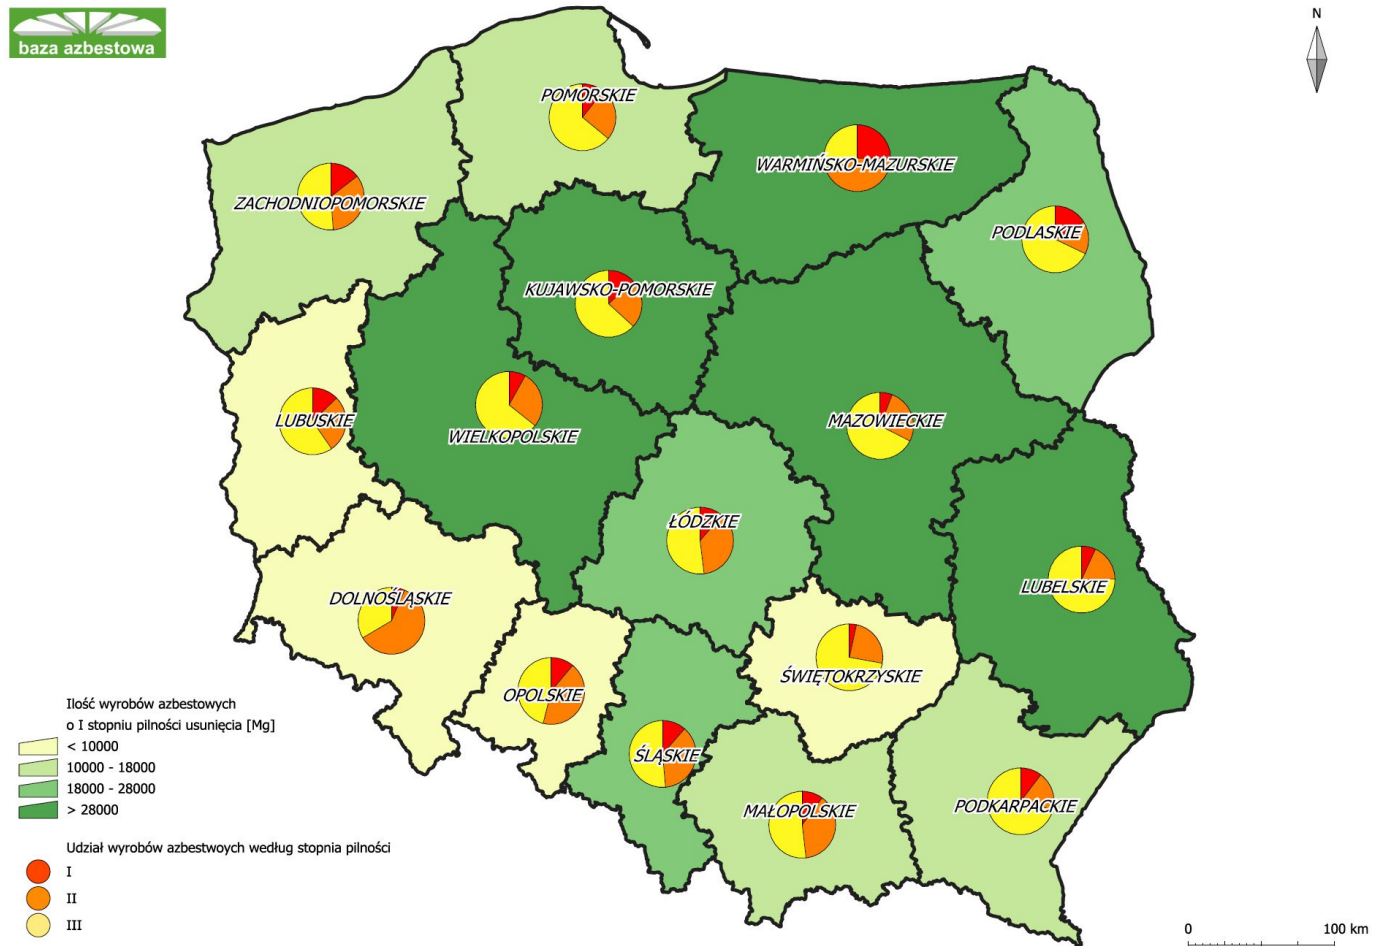 baza azbestowa
N
POMORSKIE
WARMIŃSKO-MAZURSKIE
ZACHODNIOPOMORSKIE
PODLASKIE
KUJAWSKO-POMORSKIE
LUBUSKIE
WIELKOPOLSKIE
MAZOWIECKIE
ŁÓDZKIE
LUBELSKIE
DOLNOŚLĄSKIE
ŚWIĘTOKRZYSKIE
OPOLSKIE
ŚLĄSKIE
MAŁOPOLSKIE
PODKARPACKIE
Ilość wyrobów azbestowych
o I stopniu pilności usunięcia [Mg]
< 10000
10000 - 18000
18000 - 28000
> 28000
Udział wyrobów azbestwoych według stopnia pilności
I
II
III
0 100 km